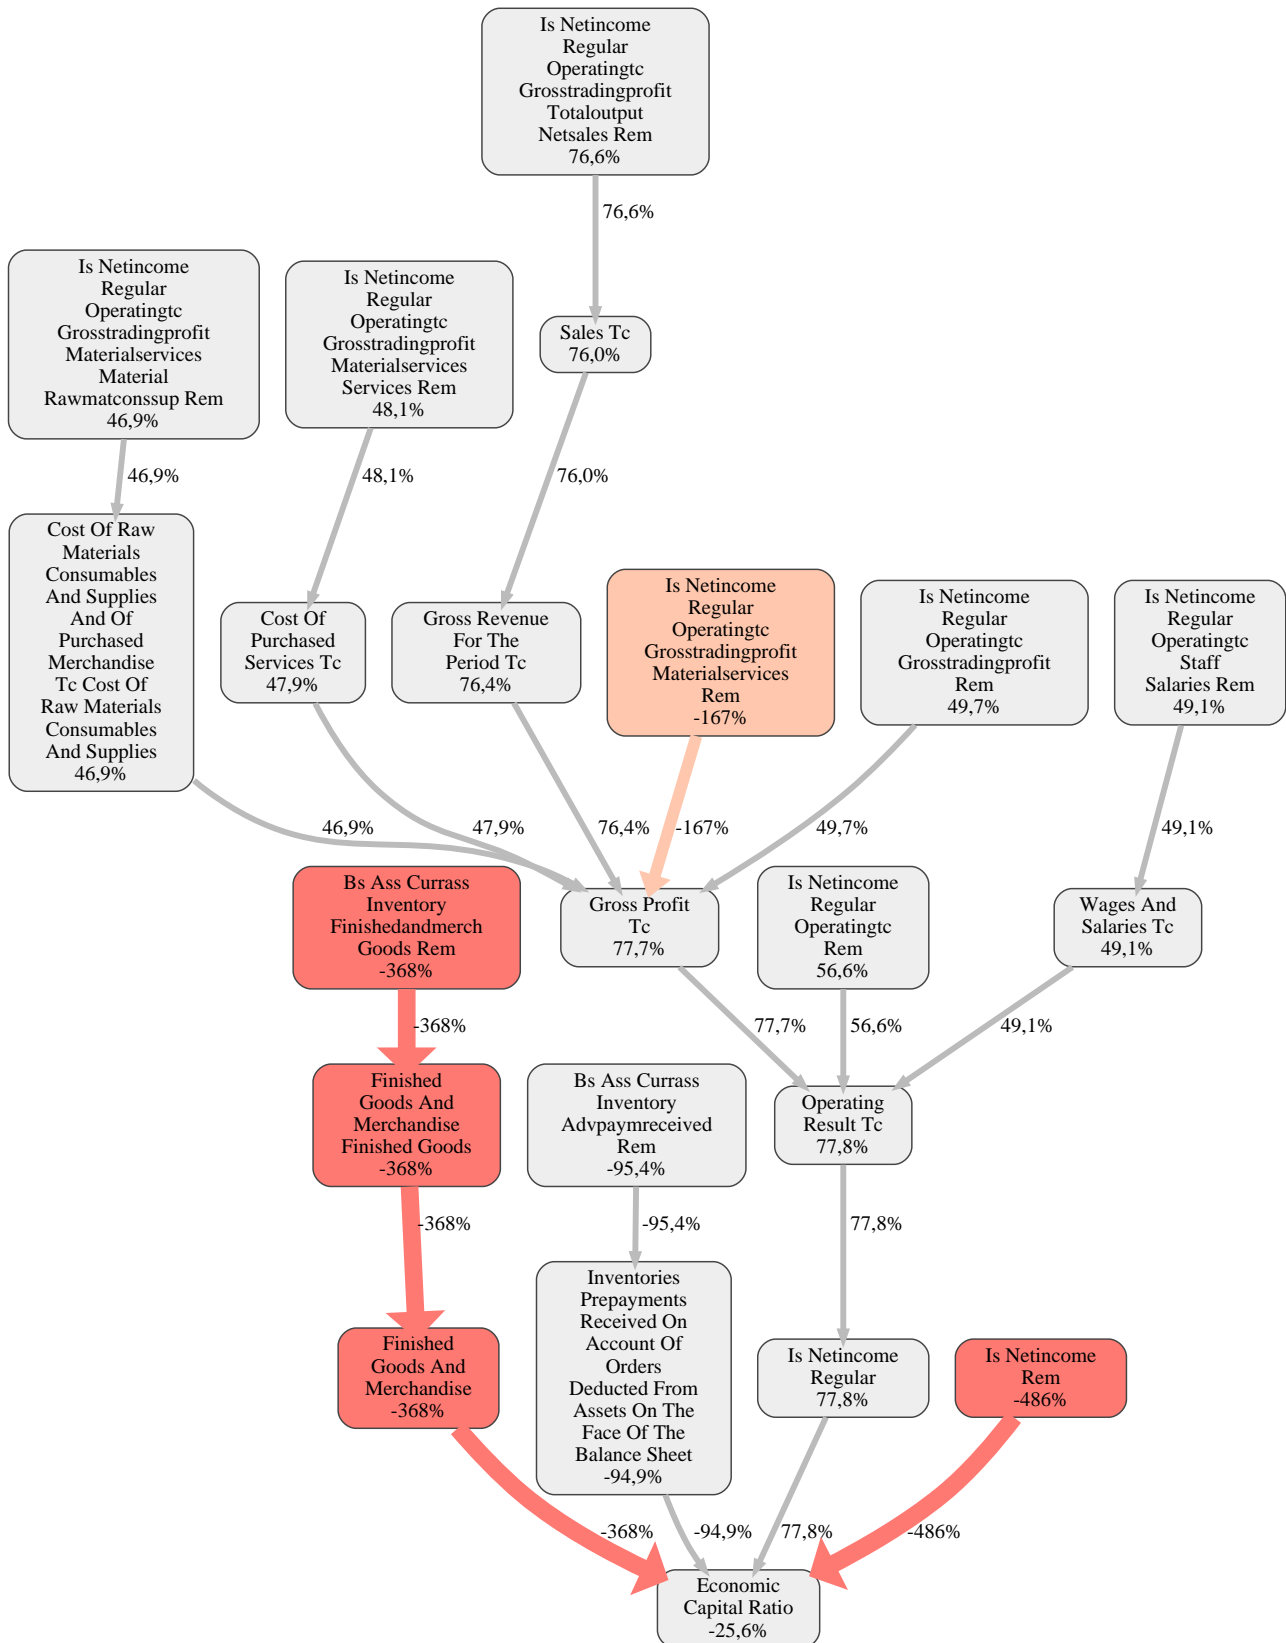 Is Netincome
Regular
Operatingtc
Grosstradingprofit
Totaloutput
Netsales Rem
76,6%
76,6%
Is Netincome
Regular
Operatingtc
Grosstradingprofit
Materialservices
Material
Rawmatconssup Rem
46,9%
Is Netincome
Regular
Operatingtc
Grosstradingprofit
Materialservices
Services Rem
48,1%
Sales Tc
76,0%
46,9%
48,1%
76,0%
Cost Of Raw
Materials
Consumables
And Supplies
And Of
Purchased
Merchandise
Tc Cost Of
Raw Materials
Consumables
And Supplies
46,9%
Cost Of
Purchased
Services Tc
47,9%
Gross Revenue
For The
Period Tc
76,4%
Is Netincome
Regular
Operatingtc
Grosstradingprofit
Materialservices
Rem
-167%
Is Netincome
Regular
Operatingtc
Grosstradingprofit
Rem
49,7%
Is Netincome
Regular
Operatingtc
Staff
Salaries Rem
49,1%
46,9%
47,9%
76,4%
-167%
49,7%
49,1%
Bs Ass Currass
Inventory
Finishedandmerch
Goods Rem
-368%
Gross Profit
Tc
77,7%
Is Netincome
Regular
Operatingtc
Rem
56,6%
Wages And
Salaries Tc
49,1%
-368%
77,7%
56,6%
49,1%
Finished
Goods And
Merchandise
Finished Goods
-368%
Bs Ass Currass
Inventory
Advpaymreceived
Rem
-95,4%
Operating
Result Tc
77,8%
-368%
-95,4%
77,8%
Finished
Goods And
Merchandise
-368%
Inventories
Prepayments
Received On
Account Of
Orders
Deducted From
Assets On The
Face Of The
Balance Sheet
-94,9%
Is Netincome
Regular
77,8%
Is Netincome
Rem
-486%
-368%
-94,9%
77,8%
-486%
Economic
Capital Ratio
-25,6%